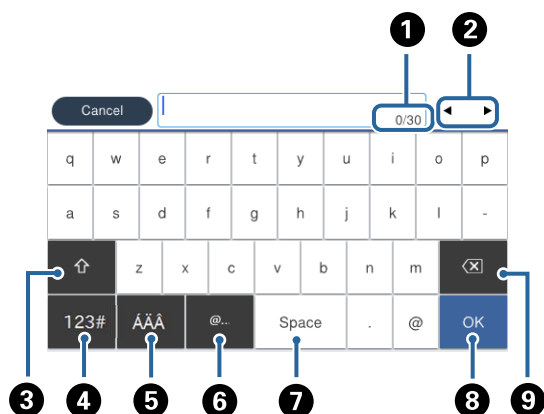 1 2
Cancel 0/30 ◀ ▶
q w e r t y u i o p
a s d f g h j k l -
z x c v b n m
123# ÁÄÂ @... Space . @ OK
3 4 5 6 7 8 9